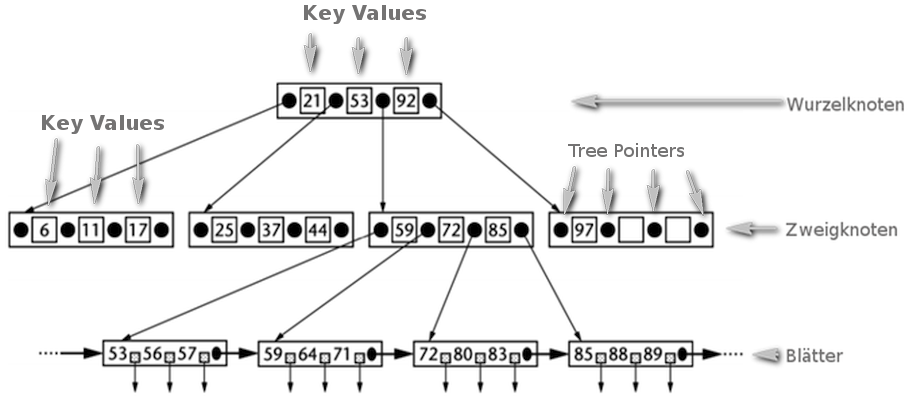 Key Values
21 53 92
Wurzelknoten
Key Values
Tree Pointers
6 11 17
25 37 44
59 72 85
97
Zweigknoten
53 56 57
59 64 71
72 80 83
85 88 89
Blätter